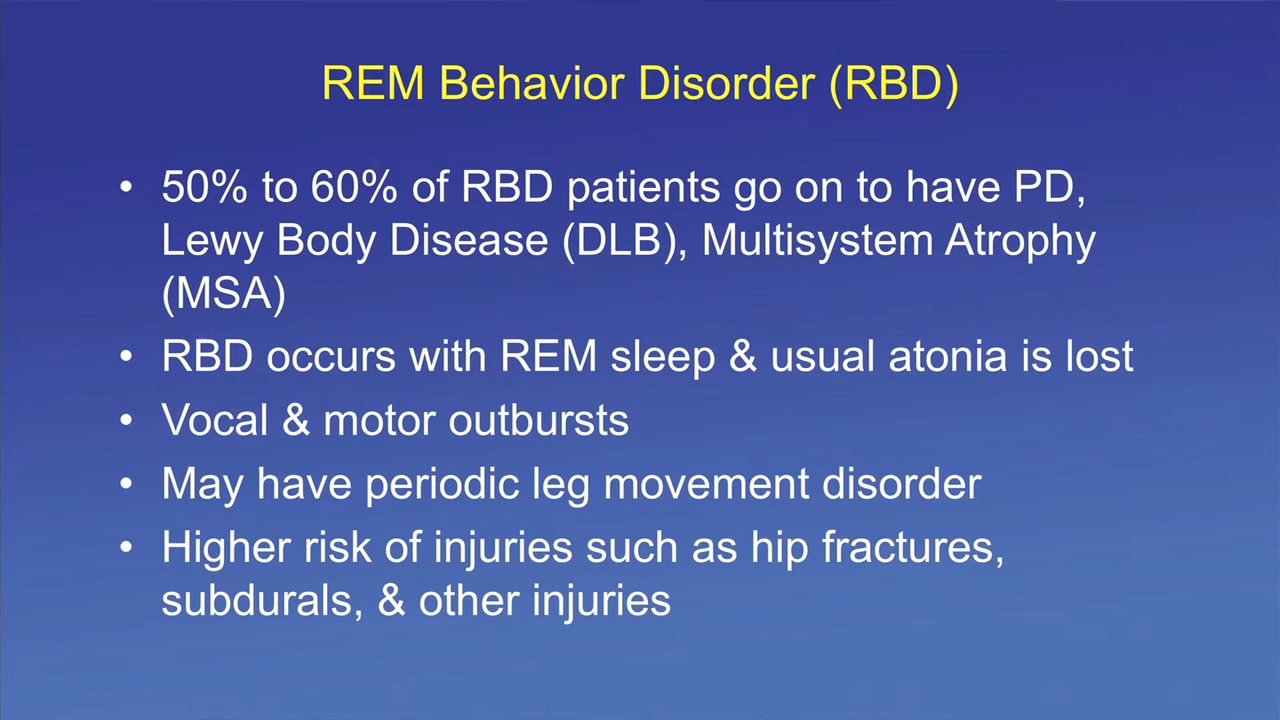 REM Behavior Disorder (RBD)
• 50% to 60% of RBD patients go on to have PD,
Lewy Body Disease (DLB), Multisystem Atrophy
(MSA)
• RBD occurs with REM sleep & usual atonia is lost
• Vocal & motor outbursts
• May have periodic leg movement disorder
• Higher risk of injuries such as hip fractures,
subdurals, & other injuries